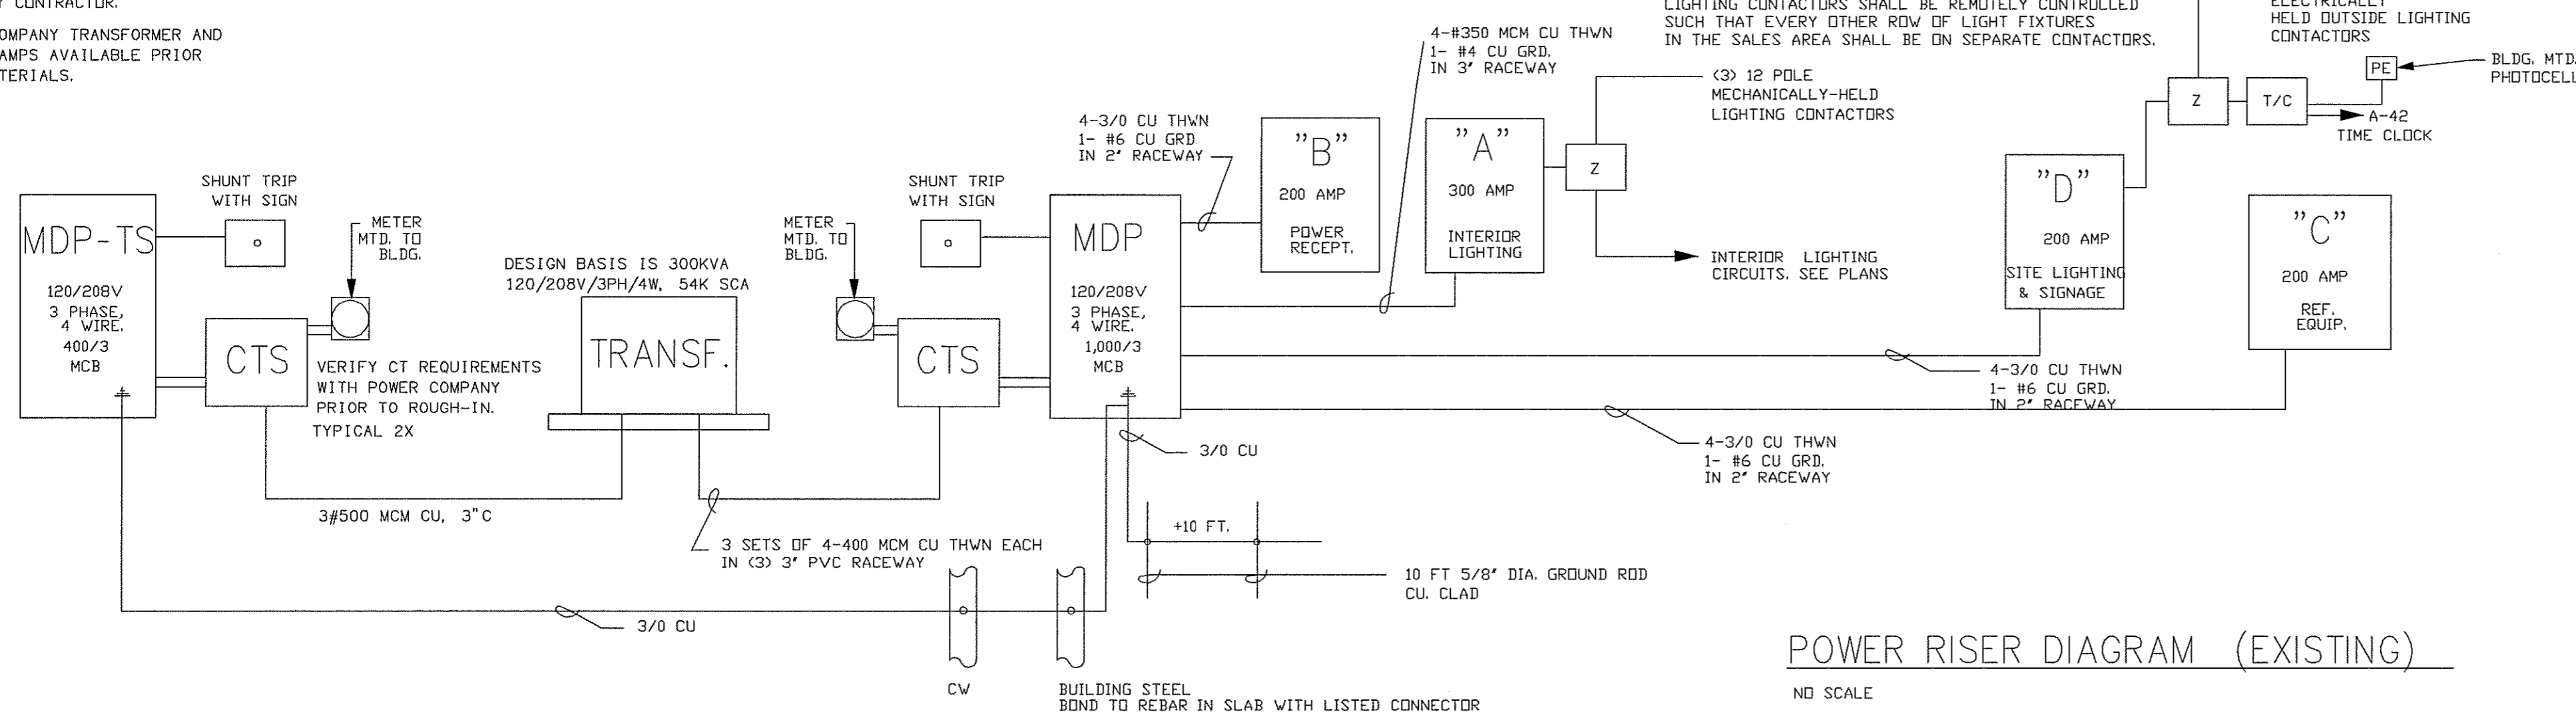 CONTRACTOR.
TRANSFORMER AND
AMPS AVAILABLE PRIOR
MDP-TS
120/208V
3 PHASE,
4 WIRE.
400/3
MCB
SHUNT TRIP
WITH SIGN
METER
MTD. TO
BLDG.
CTS
VERIFY CT REQUIREMENTS
WITH POWER COMPANY
PRIOR TO ROUGH-IN.
TYPICAL 2X
DESIGN BASIS IS 300KVA
120/208V/3PH/4W, 54K SCA
TRANSF.
3#500 MCM CU, 3"C
3 SETS OF 4-400 MCM CU THWN EACH
IN (3) 3" PVC RACEWAY
3/0 CU
METER
MTD. TO
BLDG.
CTS
SHUNT TRIP
WITH SIGN
MDP
120/208V
3 PHASE,
4 WIRE.
1,000/3
MCB
3/0 CU
+10 FT.
10 FT 5/8" DIA. GROUND ROD
CU. CLAD
CW
BUILDING STEEL
BOND TO REBAR IN SLAB WITH LISTED CONNECTOR
4-3/0 CU THWN
1- #6 CU GRD.
IN 2" RACEWAY
"B"
200 AMP
POWER
RECEPT.
4-#350 MCM CU THWN
1- #4 CU GRD.
IN 3" RACEWAY
"A"
300 AMP
INTERIOR
LIGHTING
Z
(3) 12 POLE
MECHANICALLY-HELD
LIGHTING CONTACTORS
INTERIOR LIGHTING
CIRCUITS. SEE PLANS
LIGHTING CONTACTORS SHALL BE REMOTELY CONTROLLED
SUCH THAT EVERY OTHER ROW OF LIGHT FIXTURES
IN THE SALES AREA SHALL BE ON SEPARATE CONTACTORS.
"D"
200 AMP
SITE LIGHTING
& SIGNAGE
4-3/0 CU THWN
1- #6 CU GRD.
IN 2" RACEWAY
4-3/0 CU THWN
1- #6 CU GRD.
IN 2" RACEWAY
ELECTRICALLY
HELD OUTSIDE LIGHTING
CONTACTORS
Z
T/C
PE
BLDG. MTD.
PHOTOCELL
A-42
TIME CLOCK
"C"
200 AMP
REF.
EQUIP.
POWER RISER DIAGRAM (EXISTING)
NO SCALE